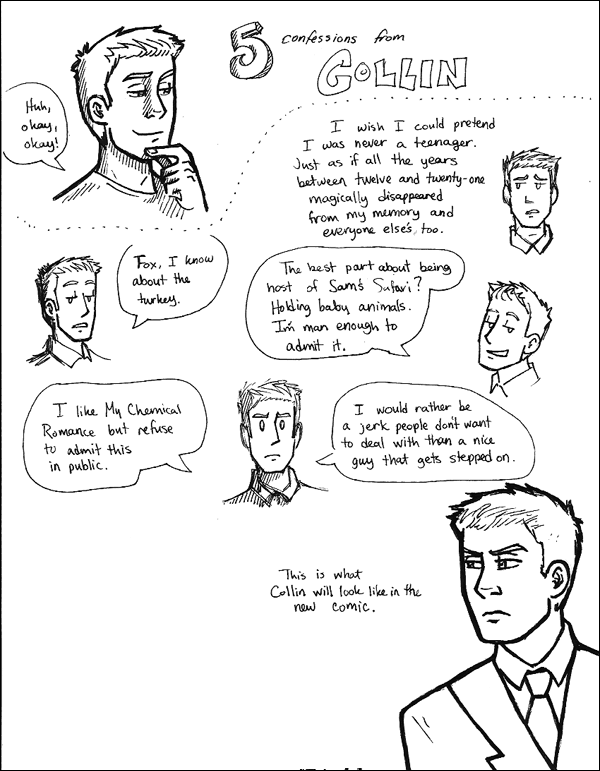 5 confessions from
COLLIN
Huh,
okay,
okay!
I wish I could pretend
I was never a teenager.
Just as if all the years
between twelve and twenty-one
magically disappeared
from my memory and
everyone else's, too.
Fox, I know
about the
turkey.
The best part about being
host of Sam's Safari?
Holding baby animals.
I'm man enough to
admit it.
I like My Chemical
Romance but refuse
to admit this
in public.
I would rather be
a jerk people don't want
to deal with than a nice
guy that gets stepped on.
This is what
Collin will look like in the
new comic.